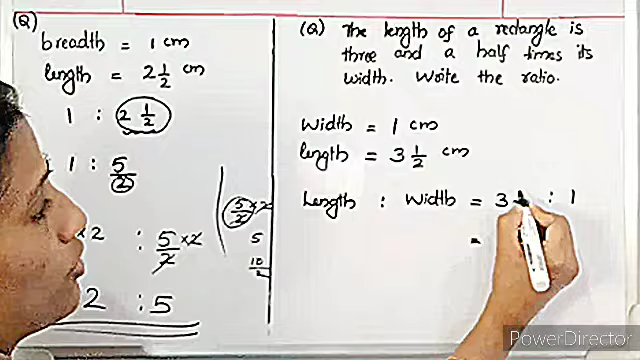 (Q)
breadth = 1 cm
length = 2 1/2 cm
1 : 2 1/2
1 : 5/2
×2 : 5/2 ×2
2 : 5
5/2 ×2
5
10/2
(Q) The length of a rectangle is
three and a half times its
width. Write the ratio.
Width = 1 cm
length = 3 1/2 cm
Length : Width = 3 : 1
=
PowerDirector